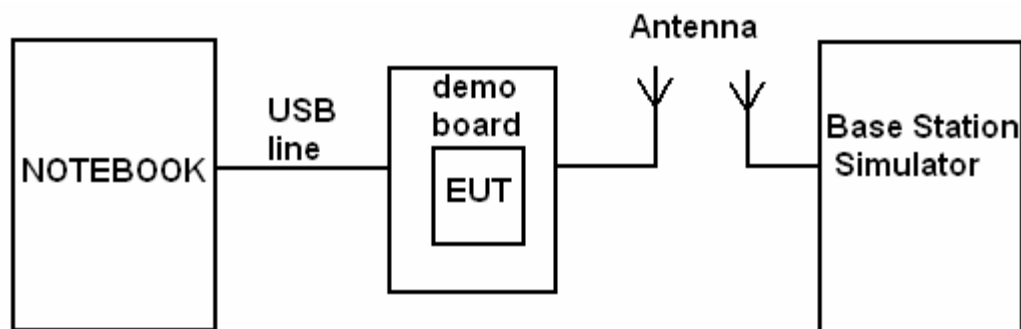 NOTEBOOK
USB
line
demo
board
EUT
Antenna
Base Station
Simulator